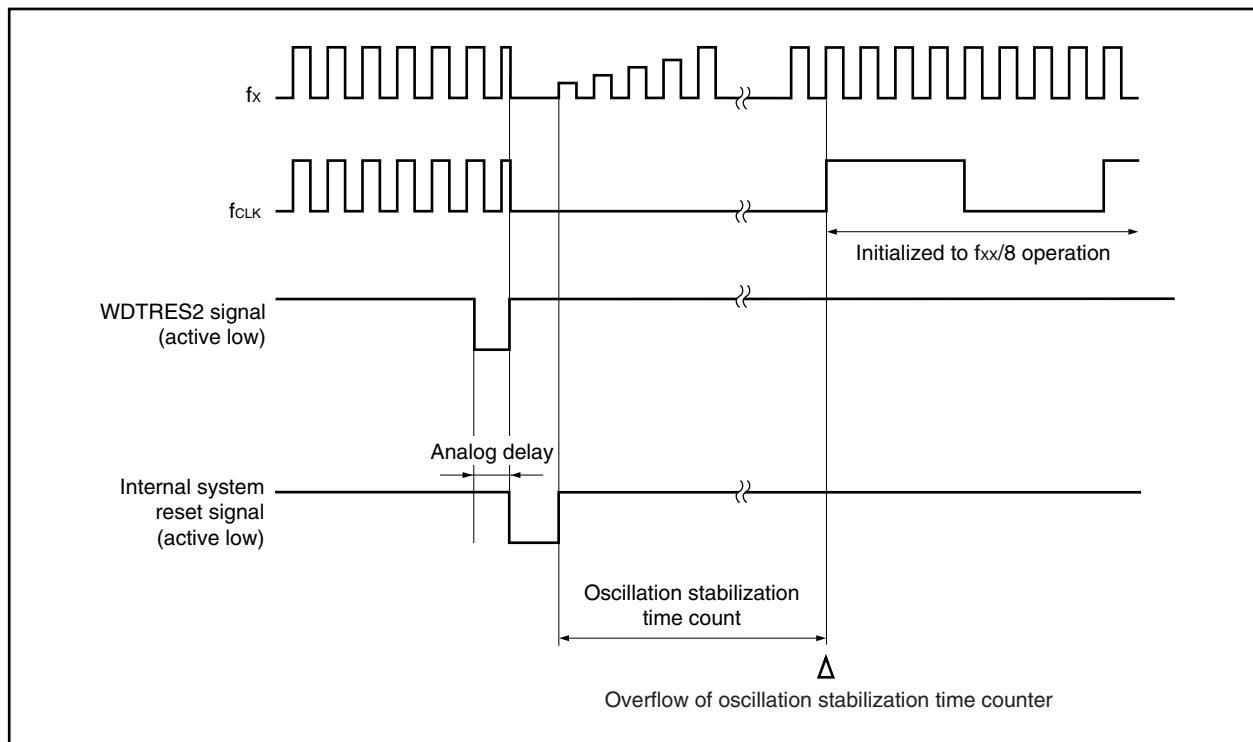 fX
fCLK
Initialized to fXX/8 operation
WDTRES2 signal
(active low)
Analog delay
Internal system
reset signal
(active low)
Oscillation stabilization
time count
Overflow of oscillation stabilization time counter